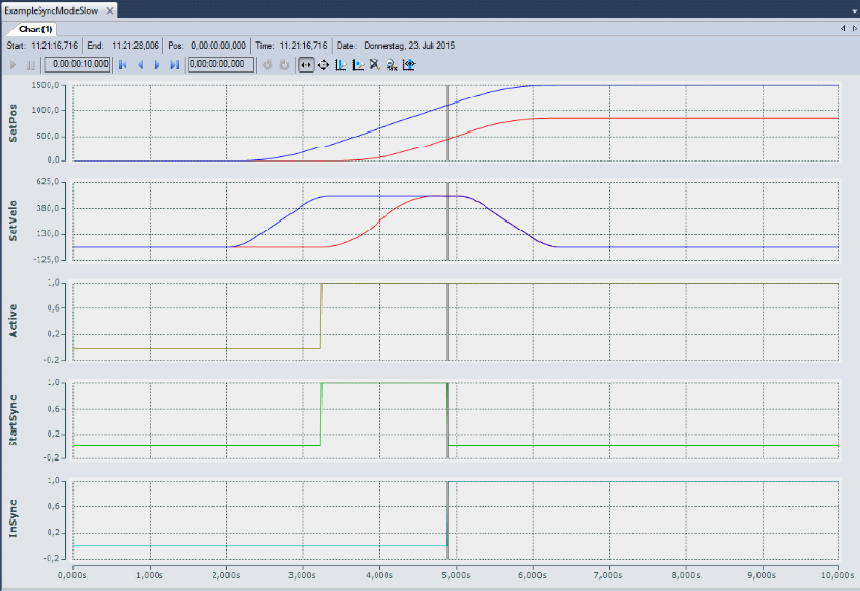 ExampleSyncModeSlow
Chart(1)
Start: 11:21:16,716 End: 11:21:28,006 Pos: 0,00:00:00,000 Time: 11:21:16,716 Date: Donnerstag, 23. Juli 2015
0,00:00:10,000 0,00:00:00,000
SetPos
1500,0
1000,0
500,0
0,0
SetVelo
625,0
380,0
130,0
-125,0
Active
1,0
0,6
0,2
-0,2
StartSync
1,0
0,6
0,2
-0,2
InSync
1,0
0,6
0,2
-0,2
0,000s 1,000s 2,000s 3,000s 4,000s 5,000s 6,000s 7,000s 8,000s 9,000s 10,000s